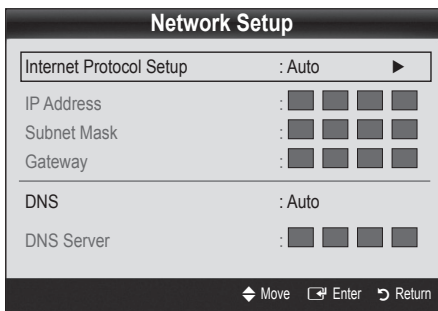 Network Setup
Internet Protocol Setup : Auto ▶
IP Address :
Subnet Mask :
Gateway :
DNS : Auto
DNS Server :
Move Enter Return